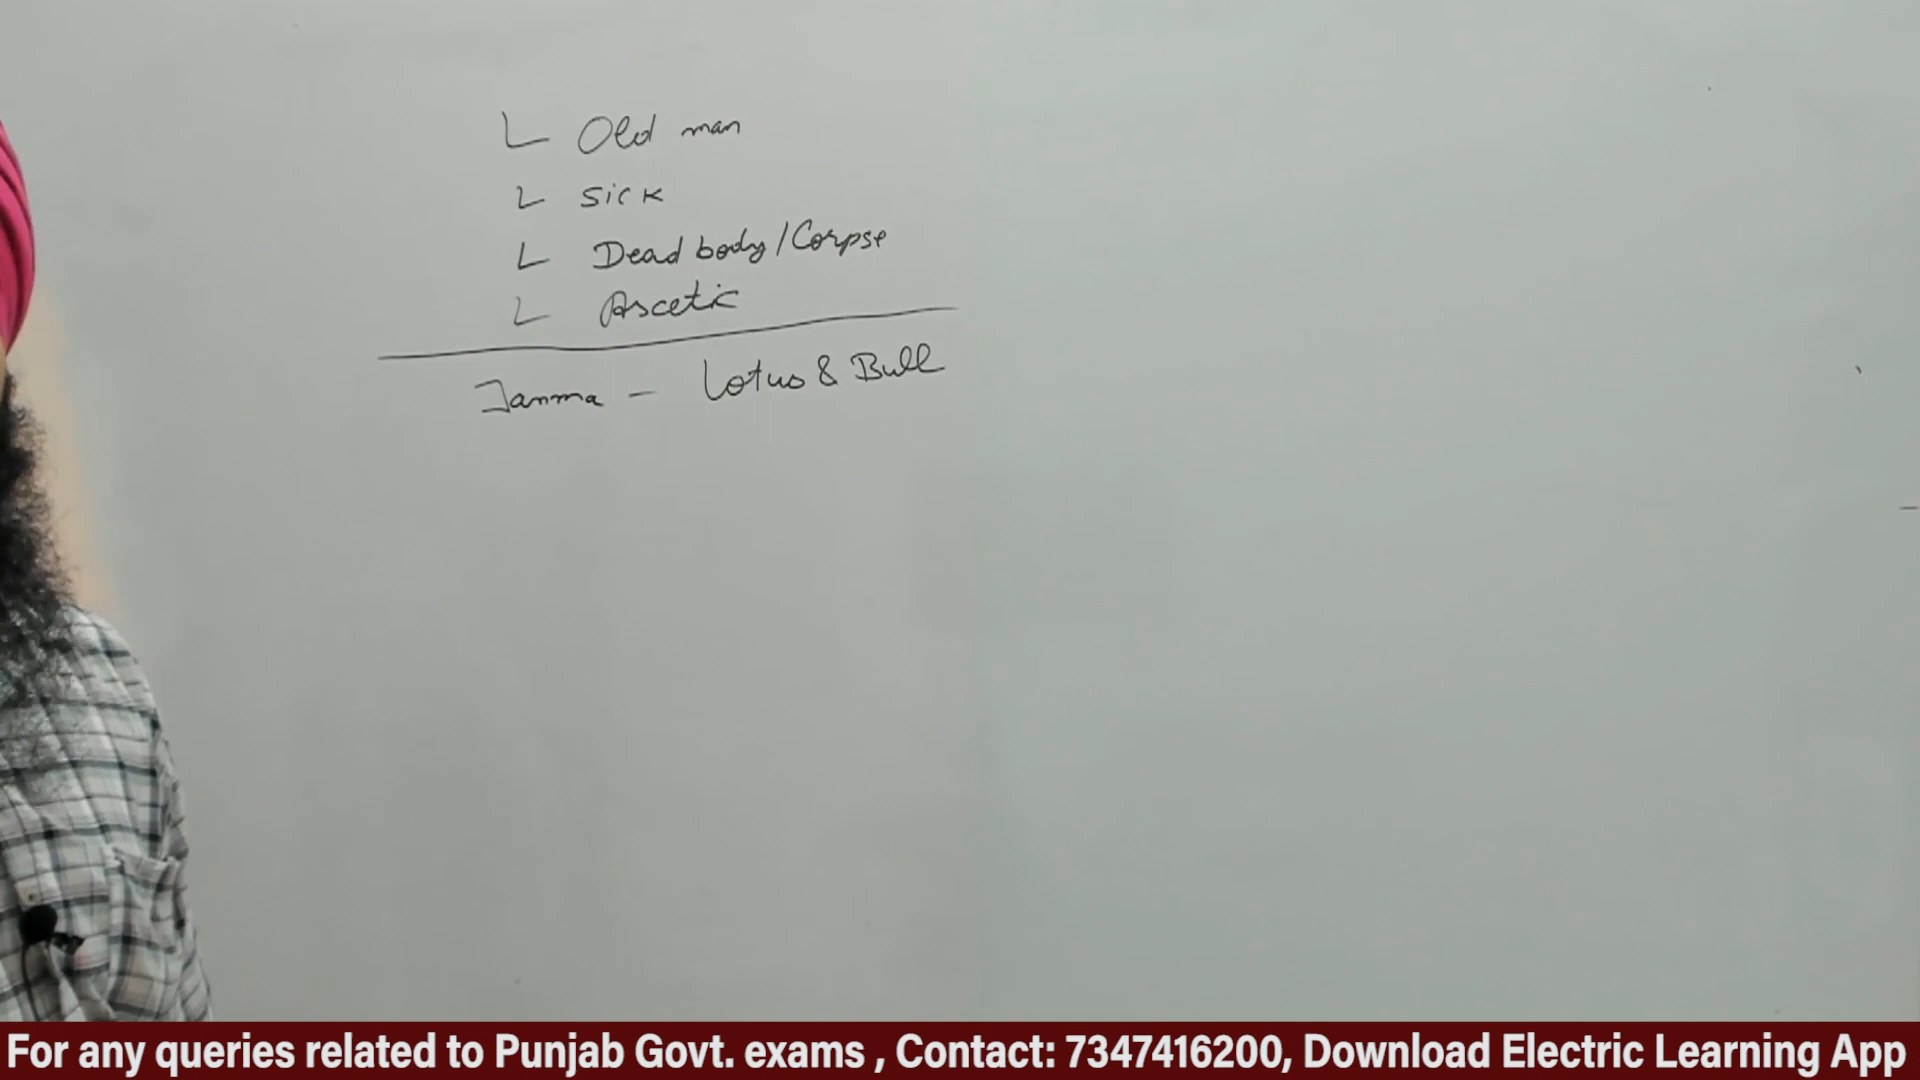 Old man
Sick
Dead body/Corpse
Ascetic
Janma - Lotus & Bull
For any queries related to Punjab Govt. exams , Contact: 7347416200, Download Electric Learning App